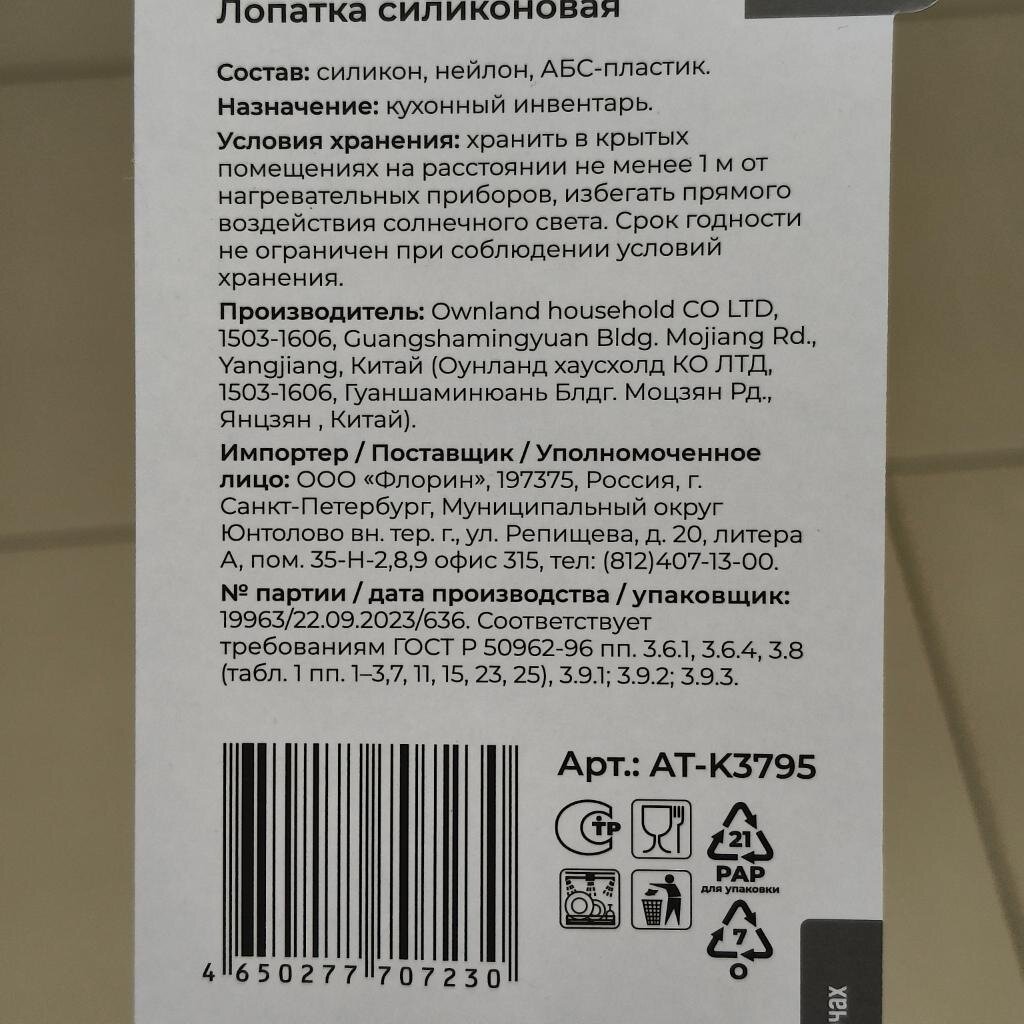 Лопатка силиконовая
Состав: силикон, нейлон, АБС-пластик.
Назначение: кухонный инвентарь.
Условия хранения: хранить в крытых
помещениях на расстоянии не менее 1 м от
нагревательных приборов, избегать прямого
воздействия солнечного света. Срок годности
не ограничен при соблюдении условий
хранения.
Производитель: Ownland household CO LTD,
1503-1606, Guangshamingyuan Bldg. Mojiang Rd.,
Yangjiang, Китай (Оунланд хаусхолд КО ЛТД,
1503-1606, Гуаншаминюань Блдг. Моцзян Рд.,
Янцзян , Китай).
Импортер / Поставщик / Уполномоченное
лицо: ООО «Флорин», 197375, Россия, г.
Санкт-Петербург, Муниципальный округ
Юнтолово вн. тер. г., ул. Репищева, д. 20, литера
А, пом. 35-Н-2,8,9 офис 315, тел: (812)407-13-00.
№ партии / дата производства / упаковщик:
19963/22.09.2023/636. Соответствует
требованиям ГОСТ Р 50962-96 пп. 3.6.1, 3.6.4, 3.8
(табл. 1 пп. 1–3,7, 11, 15, 23, 25), 3.9.1; 3.9.2; 3.9.3.
Арт.: AT-K3795
СТР
21
PAP
для упаковки
7
O
4 650277 707230
чах